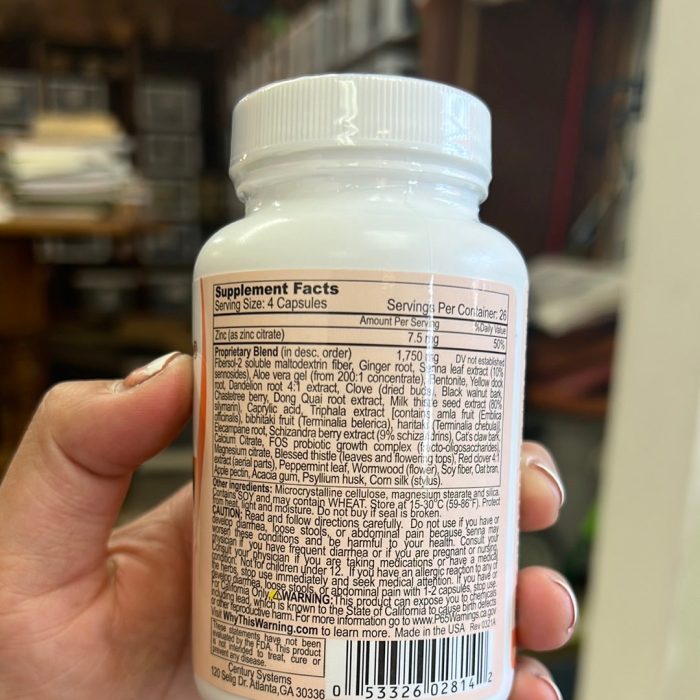 Supplement Facts
Serving Size: 4 Capsules Servings Per Container: 26
Amount Per Serving %Daily Value
Zinc (as zinc citrate) 7.5 mg 50%
Proprietary Blend (in desc. order) 1,750 mg DV not established
Fibersol-2 soluble maltodextrin fiber, Ginger root, Senna leaf extract (10%
sennosides), Aloe vera gel (from 200:1 concentrate), Bentonite, Yellow dock
root, Dandelion root 4:1 extract, Clove (dried buds), Black walnut bark,
Chastetree berry, Dong Quai root extract, Milk thistle seed extract (80%
silymarin), Caprylic acid, Triphala extract [contains amla fruit (Emblica
officinalis), bibhitaki fruit (Terminalia belerica), haritaki (Terminalia chebula)],
Elecampane root, Schizandra berry extract (9% schizandrins), Cat's claw bark,
Calcium Citrate, FOS probiotic growth complex (fructo-oligosaccharides),
Magnesium citrate, Blessed thistle (leaves and flowering tops), Red clover 4:1
extract (aerial parts), Peppermint leaf, Wormwood (flower), Soy fiber, Oat bran,
Apple pectin, Acacia gum, Psyllium husk, Corn silk (stylus).
Other ingredients: Microcrystalline cellulose, magnesium stearate and silica.
Contains SOY and may contain WHEAT. Store at 15-30°C (59-86°F). Protect
from heat, light and moisture. Do not buy if seal is broken.
CAUTION: Read and follow directions carefully. Do not use if you have or
develop diarrhea, loose stools, or abdominal pain because senna may
worsen these conditions and be harmful to your health. Consult your
physician if you have frequent diarrhea or if you are pregnant or nursing.
Consult your physician if you are taking medications or have a medical
condition. Not for children under 12. If you have an allergic reaction to any of
the herbs, stop use immediately and seek medical attention. If you have or
develop diarrhea, loose stools, or abdominal pain with 1-2 capsules, stop use.
For California Only: ⚠WARNING: This product can expose you to chemicals
including lead, which is known to the State of California to cause birth defects
or other reproductive harm. For more information go to www.P65Warnings.ca.gov
Visit WhyThisWarning.com to learn more. Made in the USA Rev 0321A
These statements have not been
evaluated by the FDA. This product
is not intended to treat, cure or
prevent any disease.
Century Systems
120 Selig Dr. Atlanta, GA 30336
0 53326 02814 2